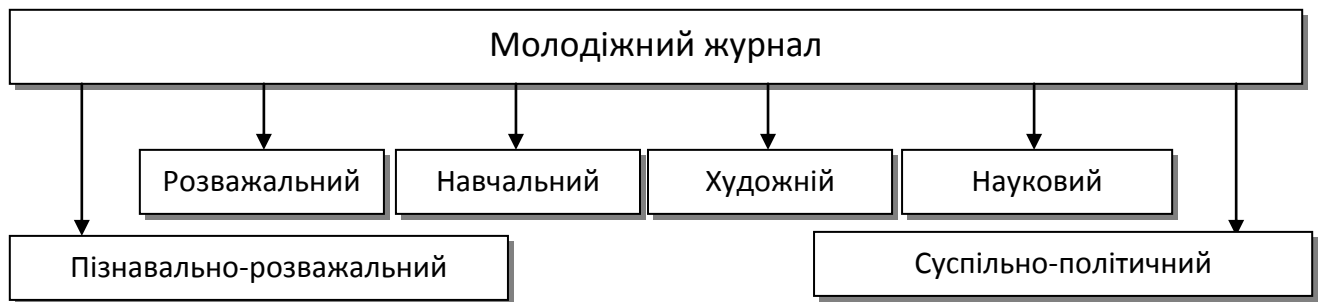 Молодіжний журнал
Розважальний
Навчальний
Художній
Науковий
Пізнавально-розважальний
Суспільно-політичний